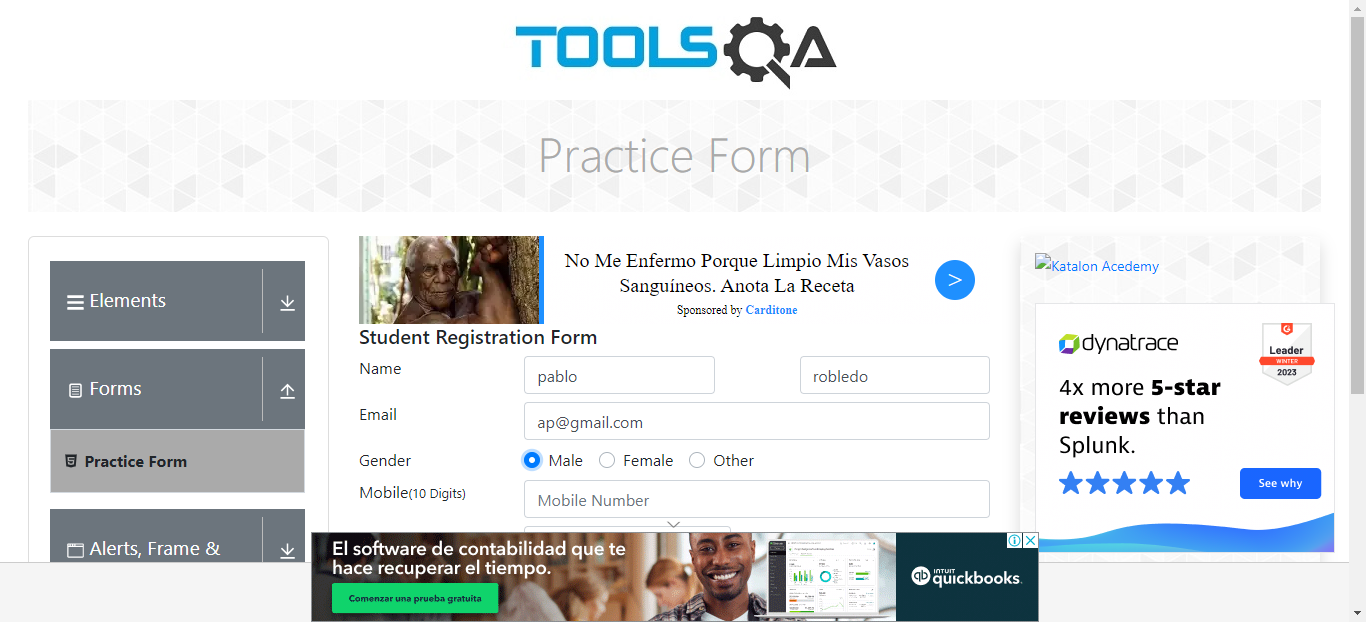 TOOLSQA
Practice Form
Elements
Forms
Practice Form
Alerts, Frame &
No Me Enfermo Porque Limpio Mis Vasos
Sanguíneos. Anota La Receta
Sponsored by Carditone
>
Student Registration Form
Name
pablo
robledo
Email
ap@gmail.com
Gender
Male
Female
Other
Mobile(10 Digits)
Mobile Number
Katalon Acedemy
dynatrace
Leader
WINTER
2023
4x more 5-star
reviews than
Splunk.
See why
El software de contabilidad que te
hace recuperar el tiempo.
Comenzar una prueba gratuita
INTUIT
quickbooks.